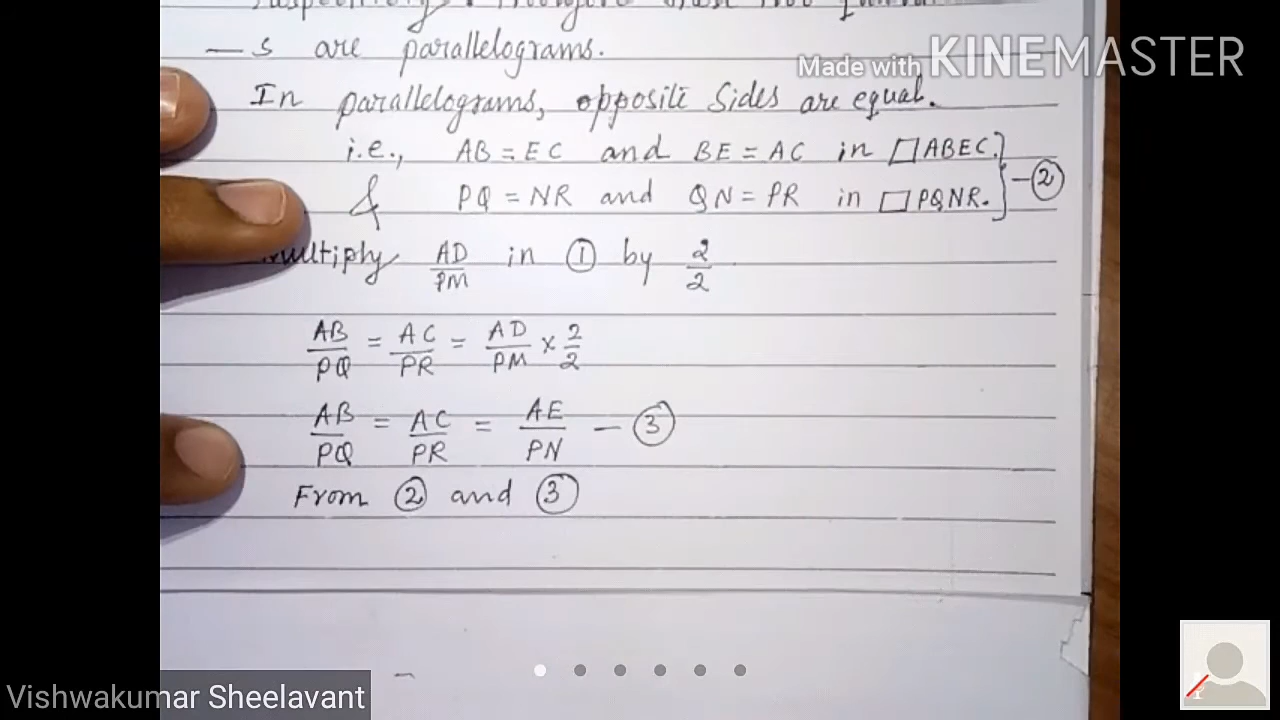 — s are parallelograms.
Made with KINEMASTER
In parallelograms, opposite Sides are equal.
i.e., AB = EC and BE = AC in □ABEC.
& PQ = NR and QN = PR in □PQNR. } — ②
Multiply AD/PM in ① by 2/2
AB/PQ = AC/PR = AD/PM × 2/2
AB/PQ = AC/PR = AE/PN — ③
From ② and ③
Vishwakumar Sheelavant